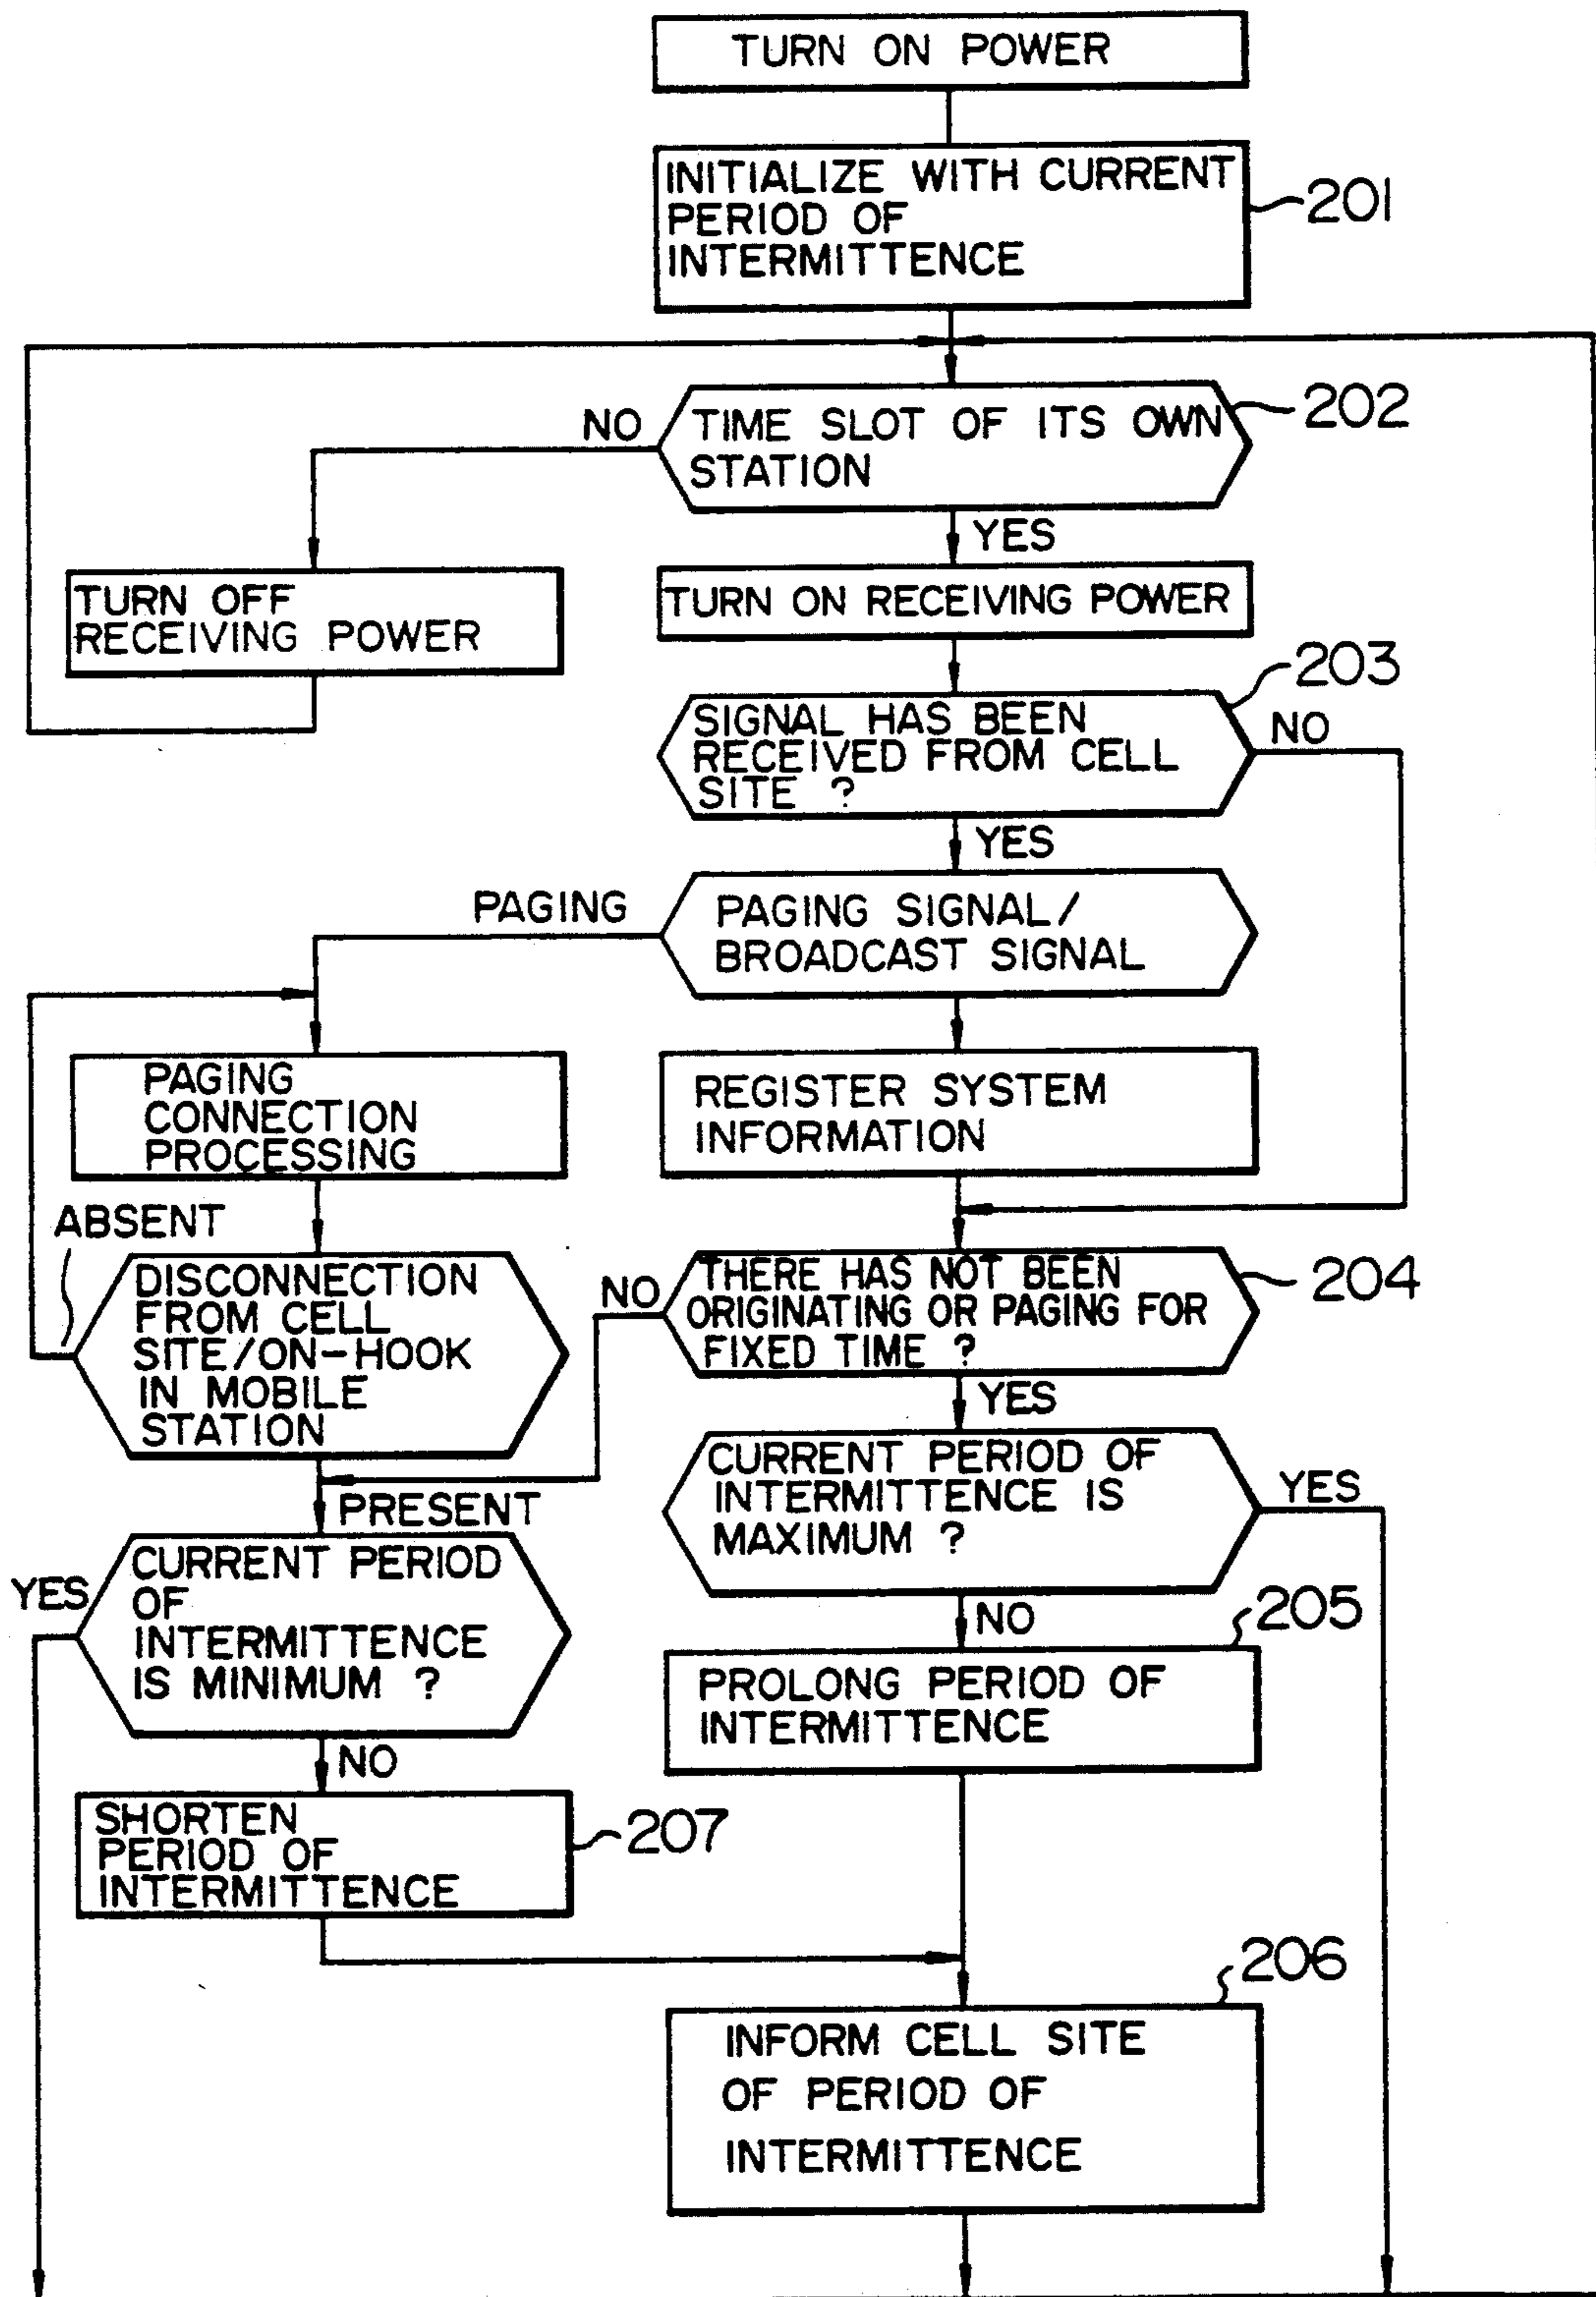 TURN ON POWER
INITIALIZE WITH CURRENT
PERIOD OF
INTERMITTENCE
201
NO
TIME SLOT OF ITS OWN
STATION
202
YES
TURN OFF
RECEIVING POWER
TURN ON RECEIVING POWER
203
SIGNAL HAS BEEN
RECEIVED FROM CELL
SITE ?
NO
YES
PAGING
PAGING SIGNAL/
BROADCAST SIGNAL
PAGING
CONNECTION
PROCESSING
REGISTER SYSTEM
INFORMATION
ABSENT
DISCONNECTION
FROM CELL
SITE/ON-HOOK
IN MOBILE
STATION
NO
THERE HAS NOT BEEN
ORIGINATING OR PAGING FOR
FIXED TIME ?
204
YES
PRESENT
CURRENT PERIOD OF
INTERMITTENCE IS
MAXIMUM ?
YES
YES
CURRENT PERIOD
OF
INTERMITTENCE
IS MINIMUM ?
NO
205
PROLONG PERIOD OF
INTERMITTENCE
NO
SHORTEN
PERIOD OF
INTERMITTENCE
207
206
INFORM CELL SITE
OF PERIOD OF
INTERMITTENCE